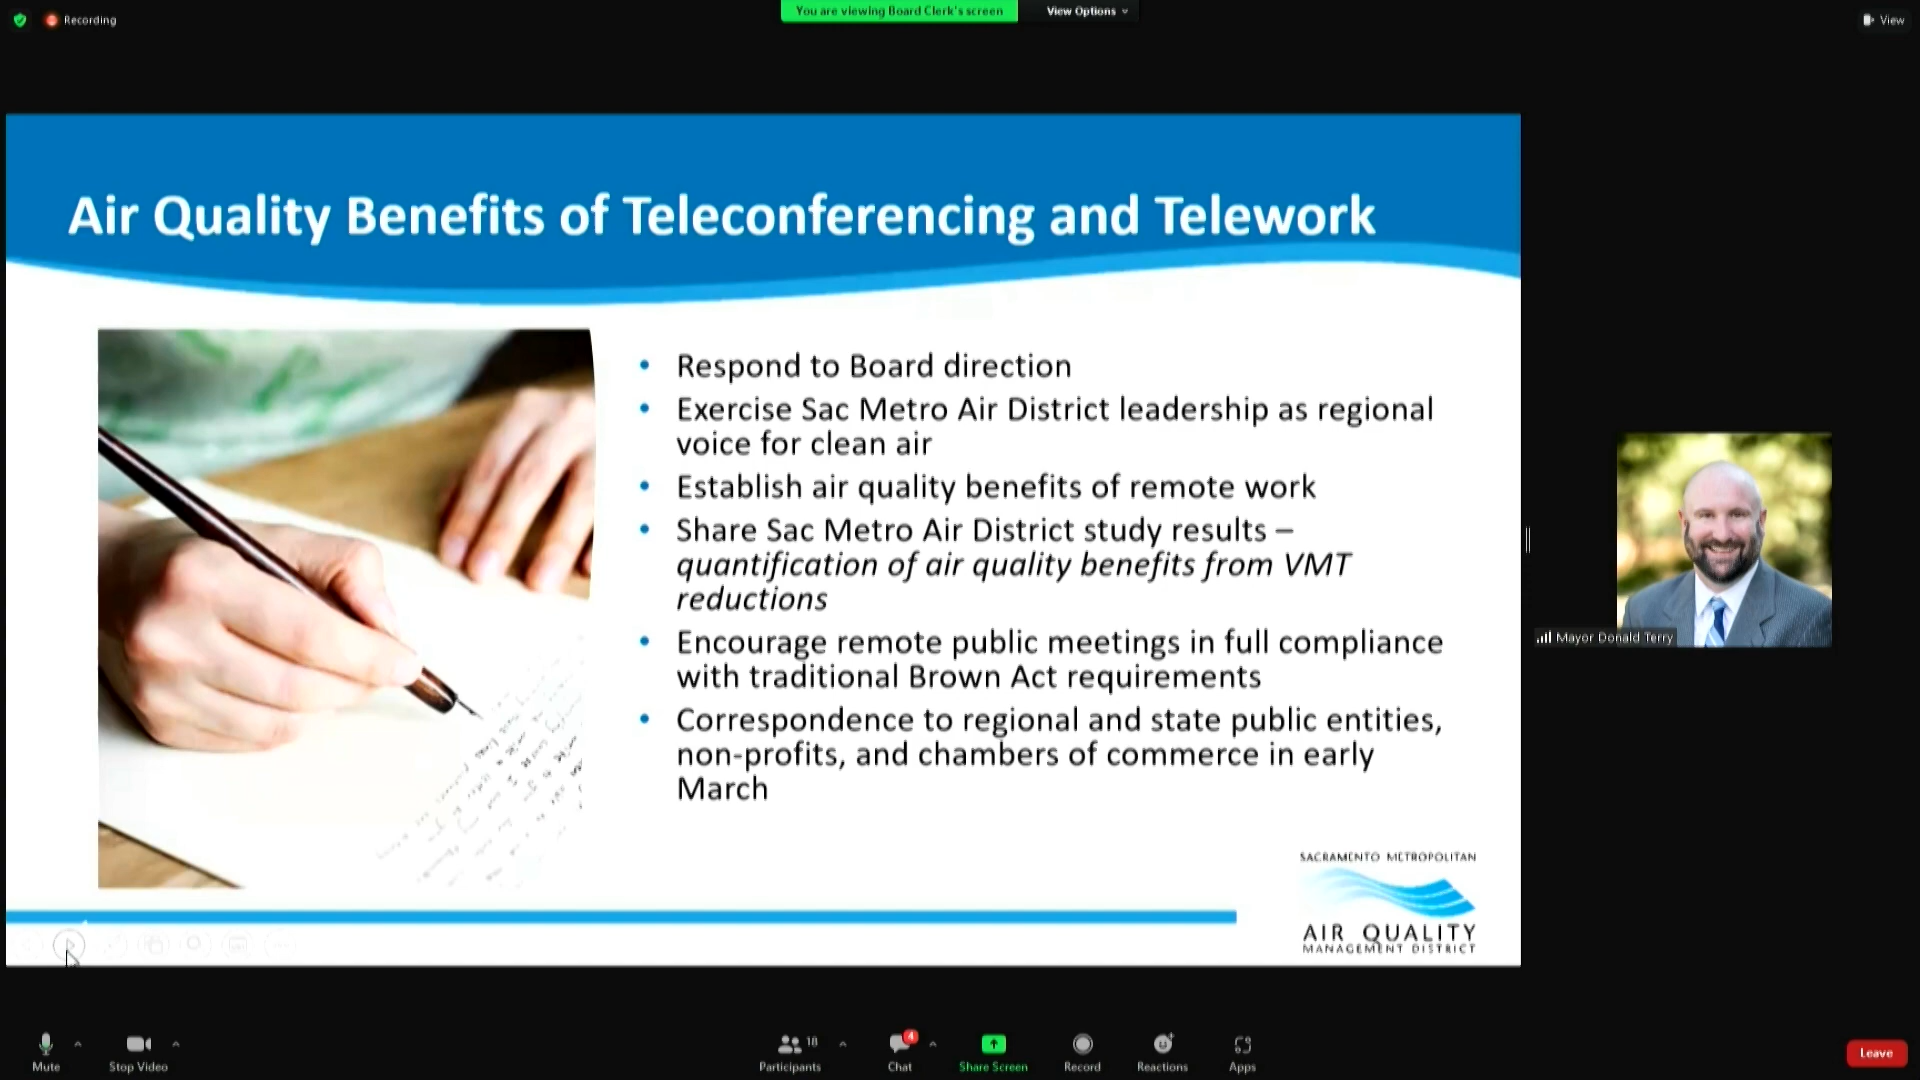 Recording
You are viewing Board Clerk's screen
View Options
View
Air Quality Benefits of Teleconferencing and Telework
• Respond to Board direction
• Exercise Sac Metro Air District leadership as regional
voice for clean air
• Establish air quality benefits of remote work
• Share Sac Metro Air District study results –
quantification of air quality benefits from VMT
reductions
• Encourage remote public meetings in full compliance
with traditional Brown Act requirements
• Correspondence to regional and state public entities,
non-profits, and chambers of commerce in early
March
SACRAMENTO METROPOLITAN
AIR QUALITY
MANAGEMENT DISTRICT
Mayor Donald Terry
Mute
Stop Video
Participants
18
Chat
4
Share Screen
Record
Reactions
Apps
Leave